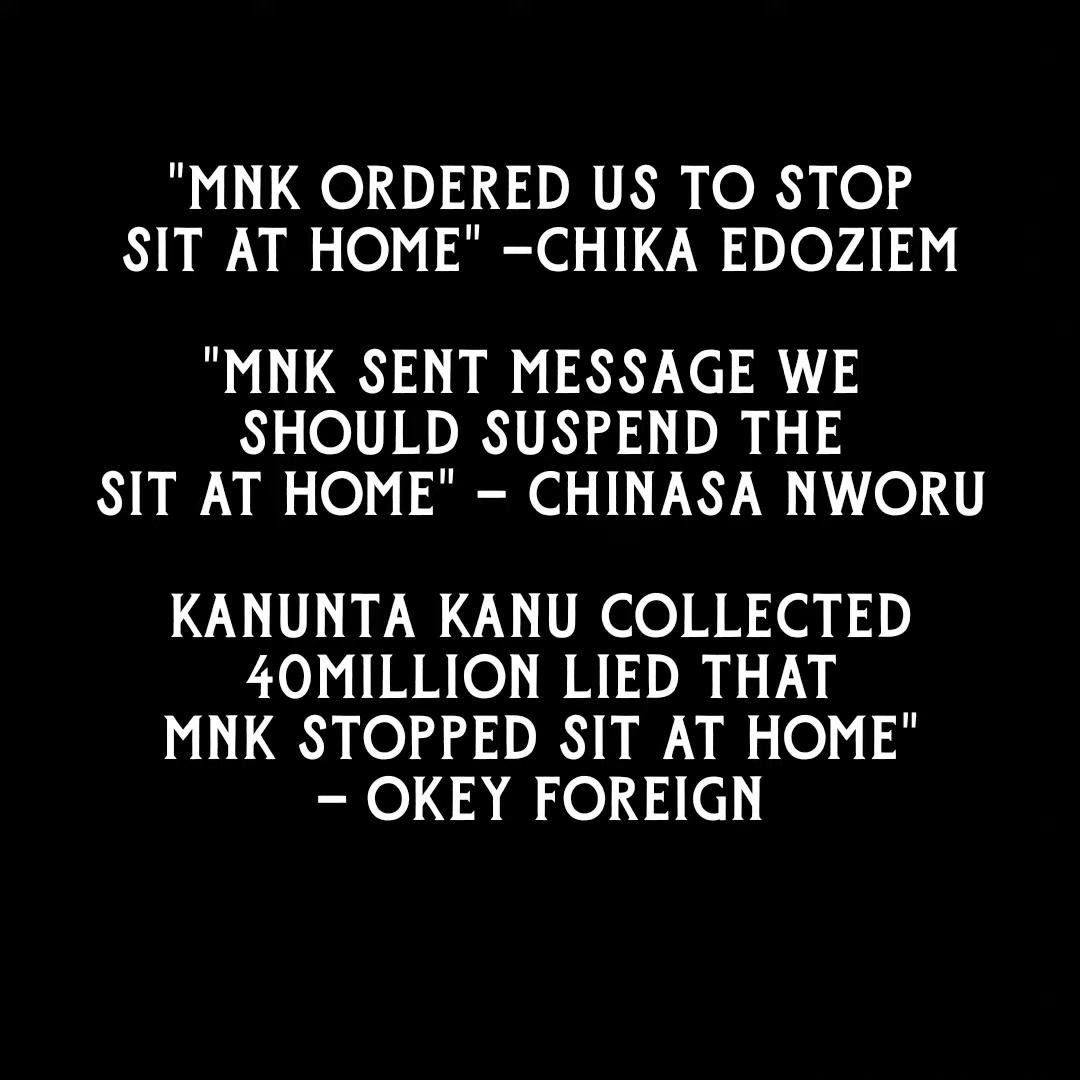 "MNK ORDERED US TO STOP
SIT AT HOME" –CHIKA EDOZIEM
"MNK SENT MESSAGE WE
SHOULD SUSPEND THE
SIT AT HOME" – CHINASA NWORU
KANUNTA KANU COLLECTED
40MILLION LIED THAT
MNK STOPPED SIT AT HOME"
– OKEY FOREIGN